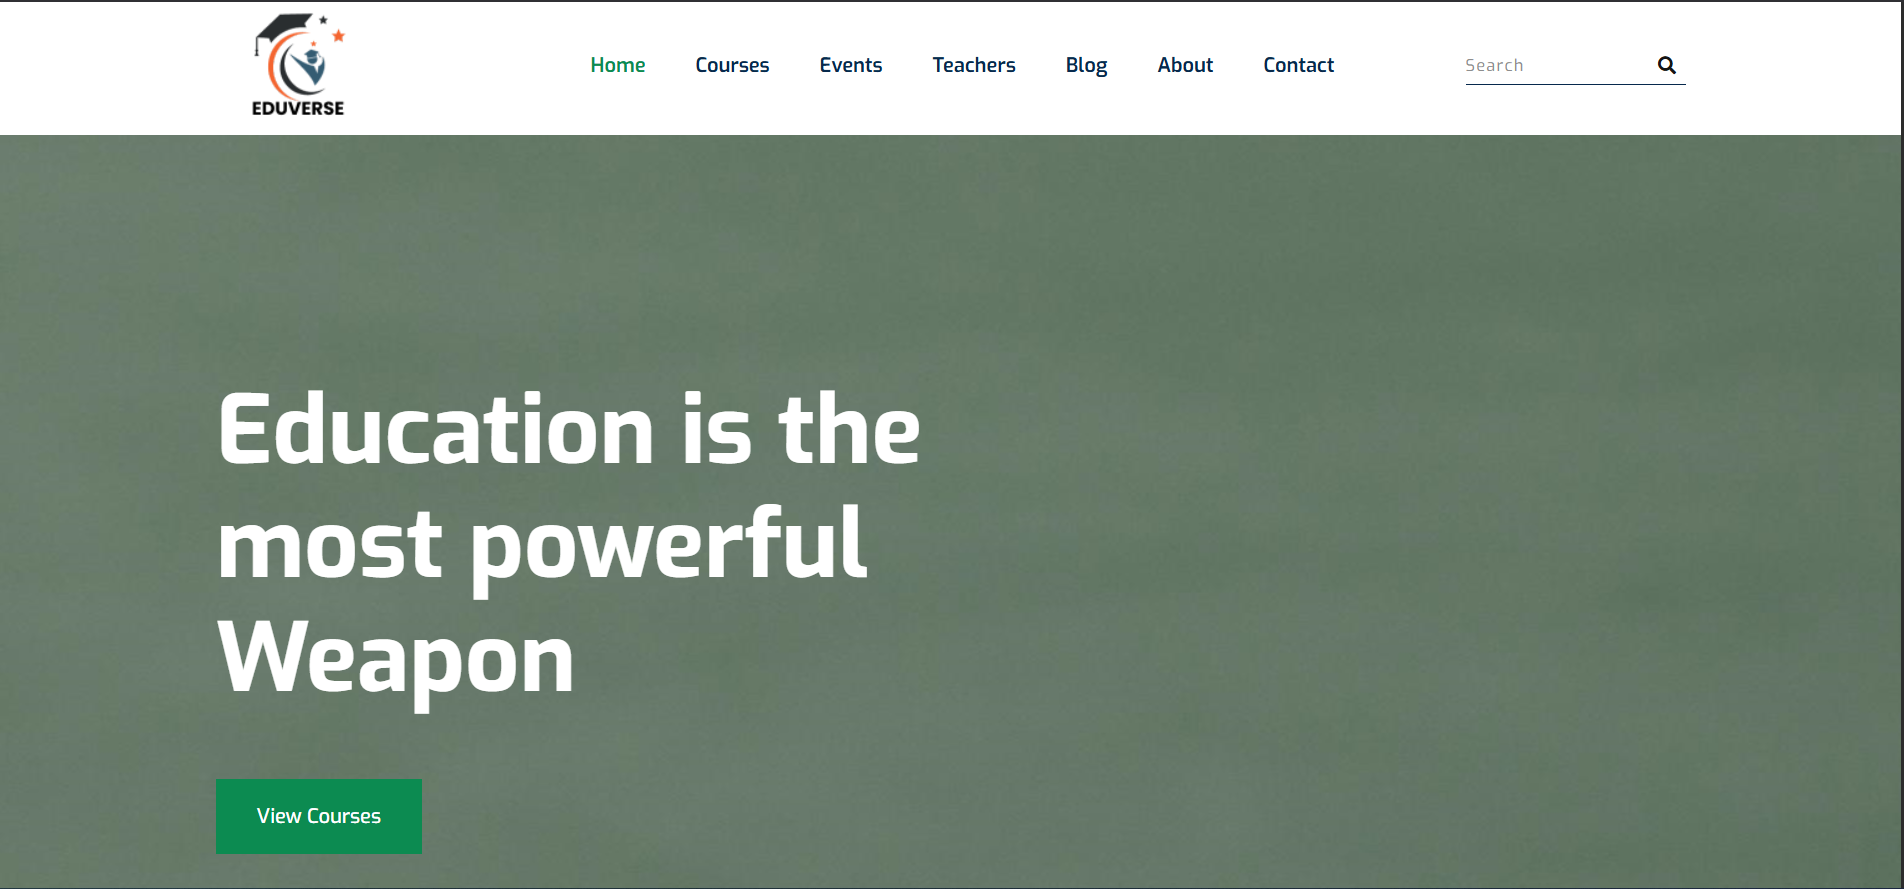 EDUVERSE
Home Courses Events Teachers Blog About Contact Search
Education is the
most powerful
Weapon
View Courses